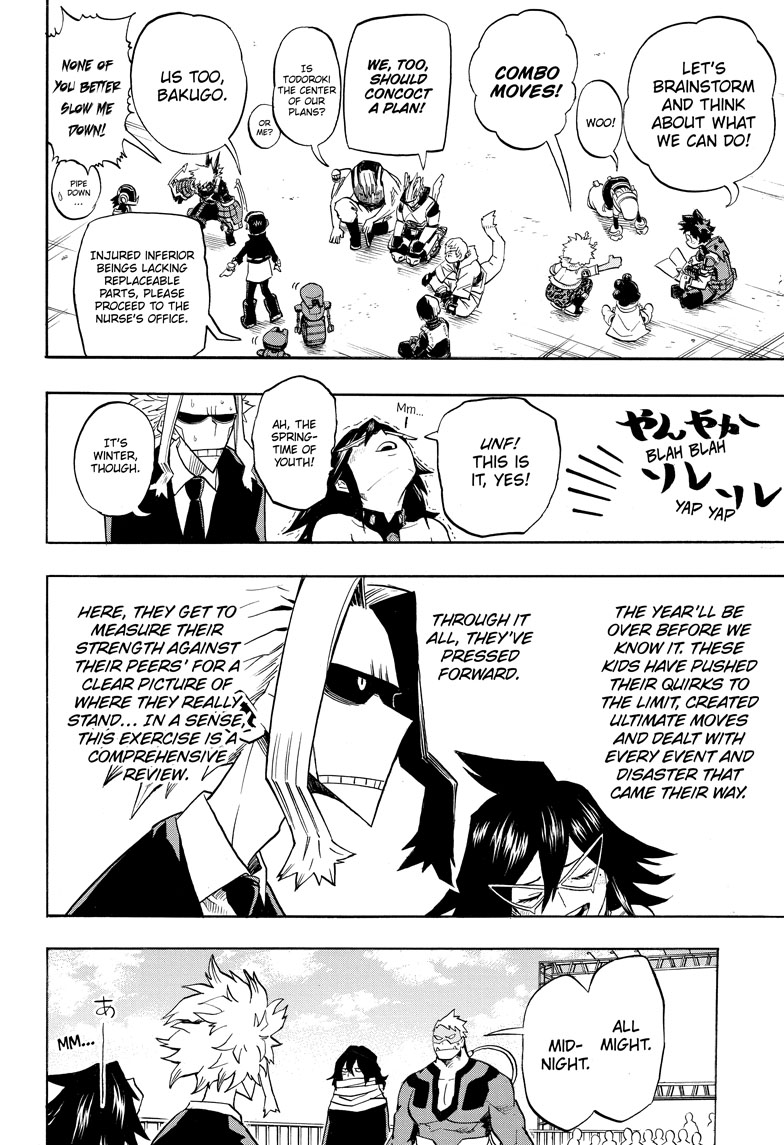 LET'S
BRAINSTORM
AND THINK
ABOUT WHAT
WE CAN DO!
WOO!
COMBO
MOVES!
WE, TOO,
SHOULD
CONCOCT
A PLAN!
IS
TODOROKI
THE CENTER
OF OUR
PLANS?
OR
ME?
US TOO,
BAKUGO.
NONE OF
YOU BETTER
SLOW ME
DOWN!
PIPE
DOWN
...
INJURED INFERIOR
BEINGS LACKING
REPLACEABLE
PARTS, PLEASE
PROCEED TO THE
NURSE'S OFFICE.
やんややか
BLAH BLAH
ソレソレ
YAP YAP
UNF!
THIS IS
IT, YES!
Mm...
AH, THE
SPRING-
TIME OF
YOUTH!
IT'S
WINTER,
THOUGH.
THE YEAR'LL BE
OVER BEFORE WE
KNOW IT. THESE
KIDS HAVE PUSHED
THEIR QUIRKS TO
THE LIMIT, CREATED
ULTIMATE MOVES
AND DEALT WITH
EVERY EVENT AND
DISASTER THAT
CAME THEIR WAY.
THROUGH IT
ALL, THEY'VE
PRESSED
FORWARD.
HERE, THEY GET TO
MEASURE THEIR
STRENGTH AGAINST
THEIR PEERS' FOR A
CLEAR PICTURE OF
WHERE THEY REALLY
STAND... IN A SENSE,
THIS EXERCISE IS A
COMPREHENSIVE
REVIEW.
ALL
MIGHT.
MID-
NIGHT.
あ
MM...